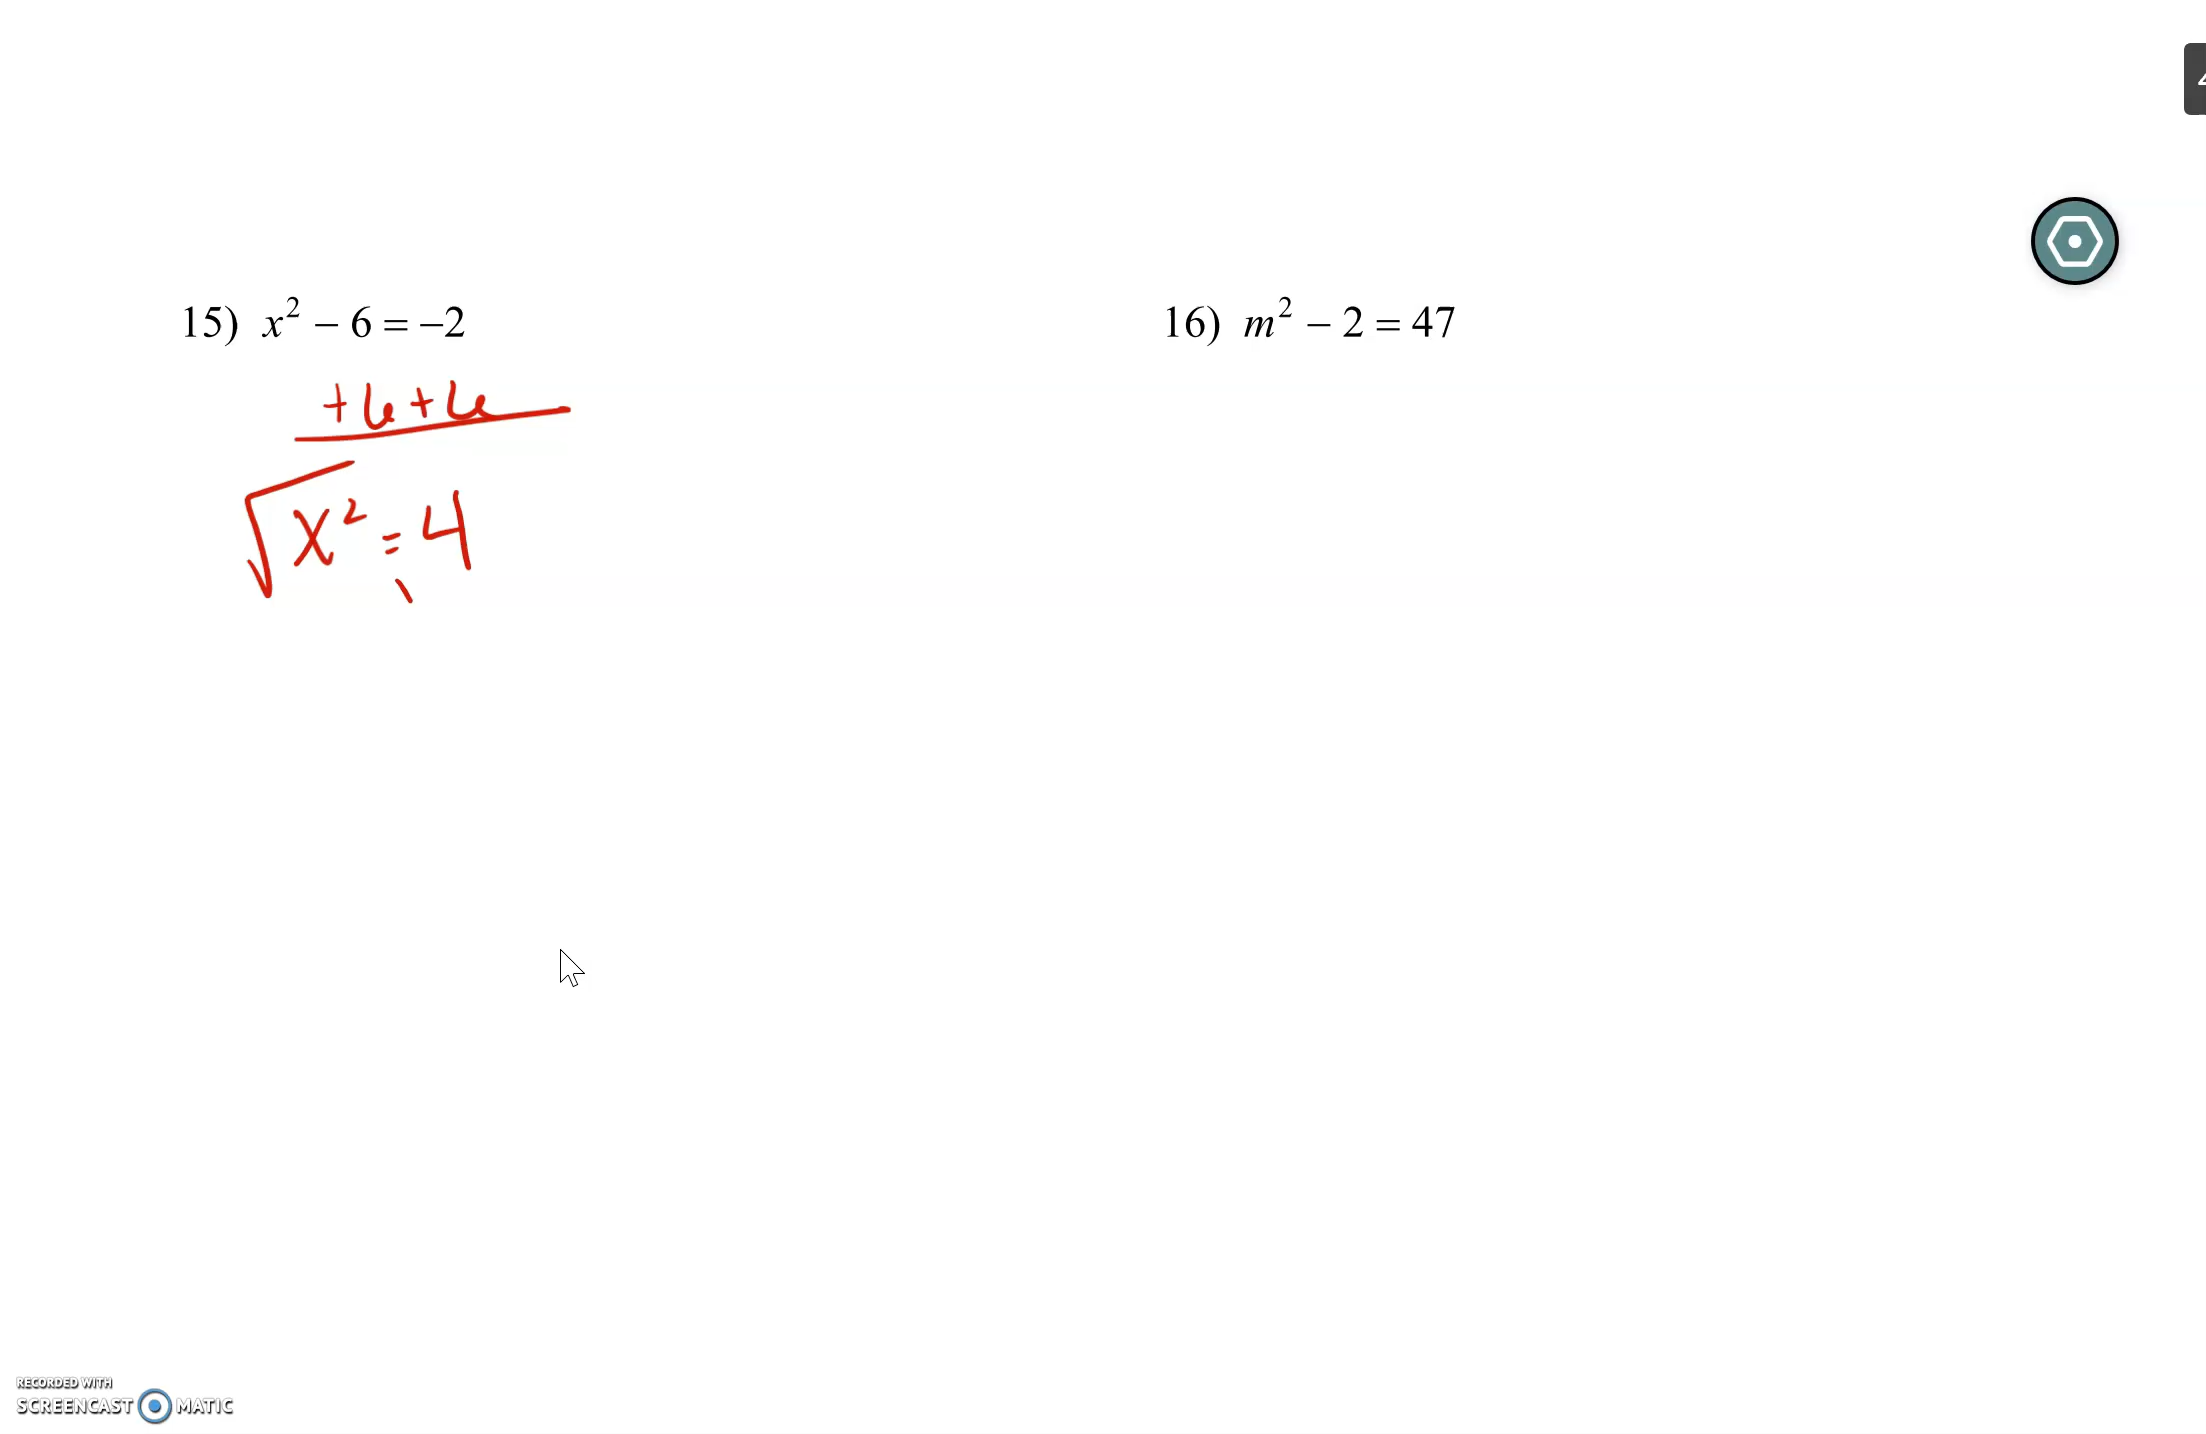 15) x² − 6 = −2
16) m² − 2 = 47
+6 +6
√x² = 4
RECORDED WITH
SCREENCAST MATIC